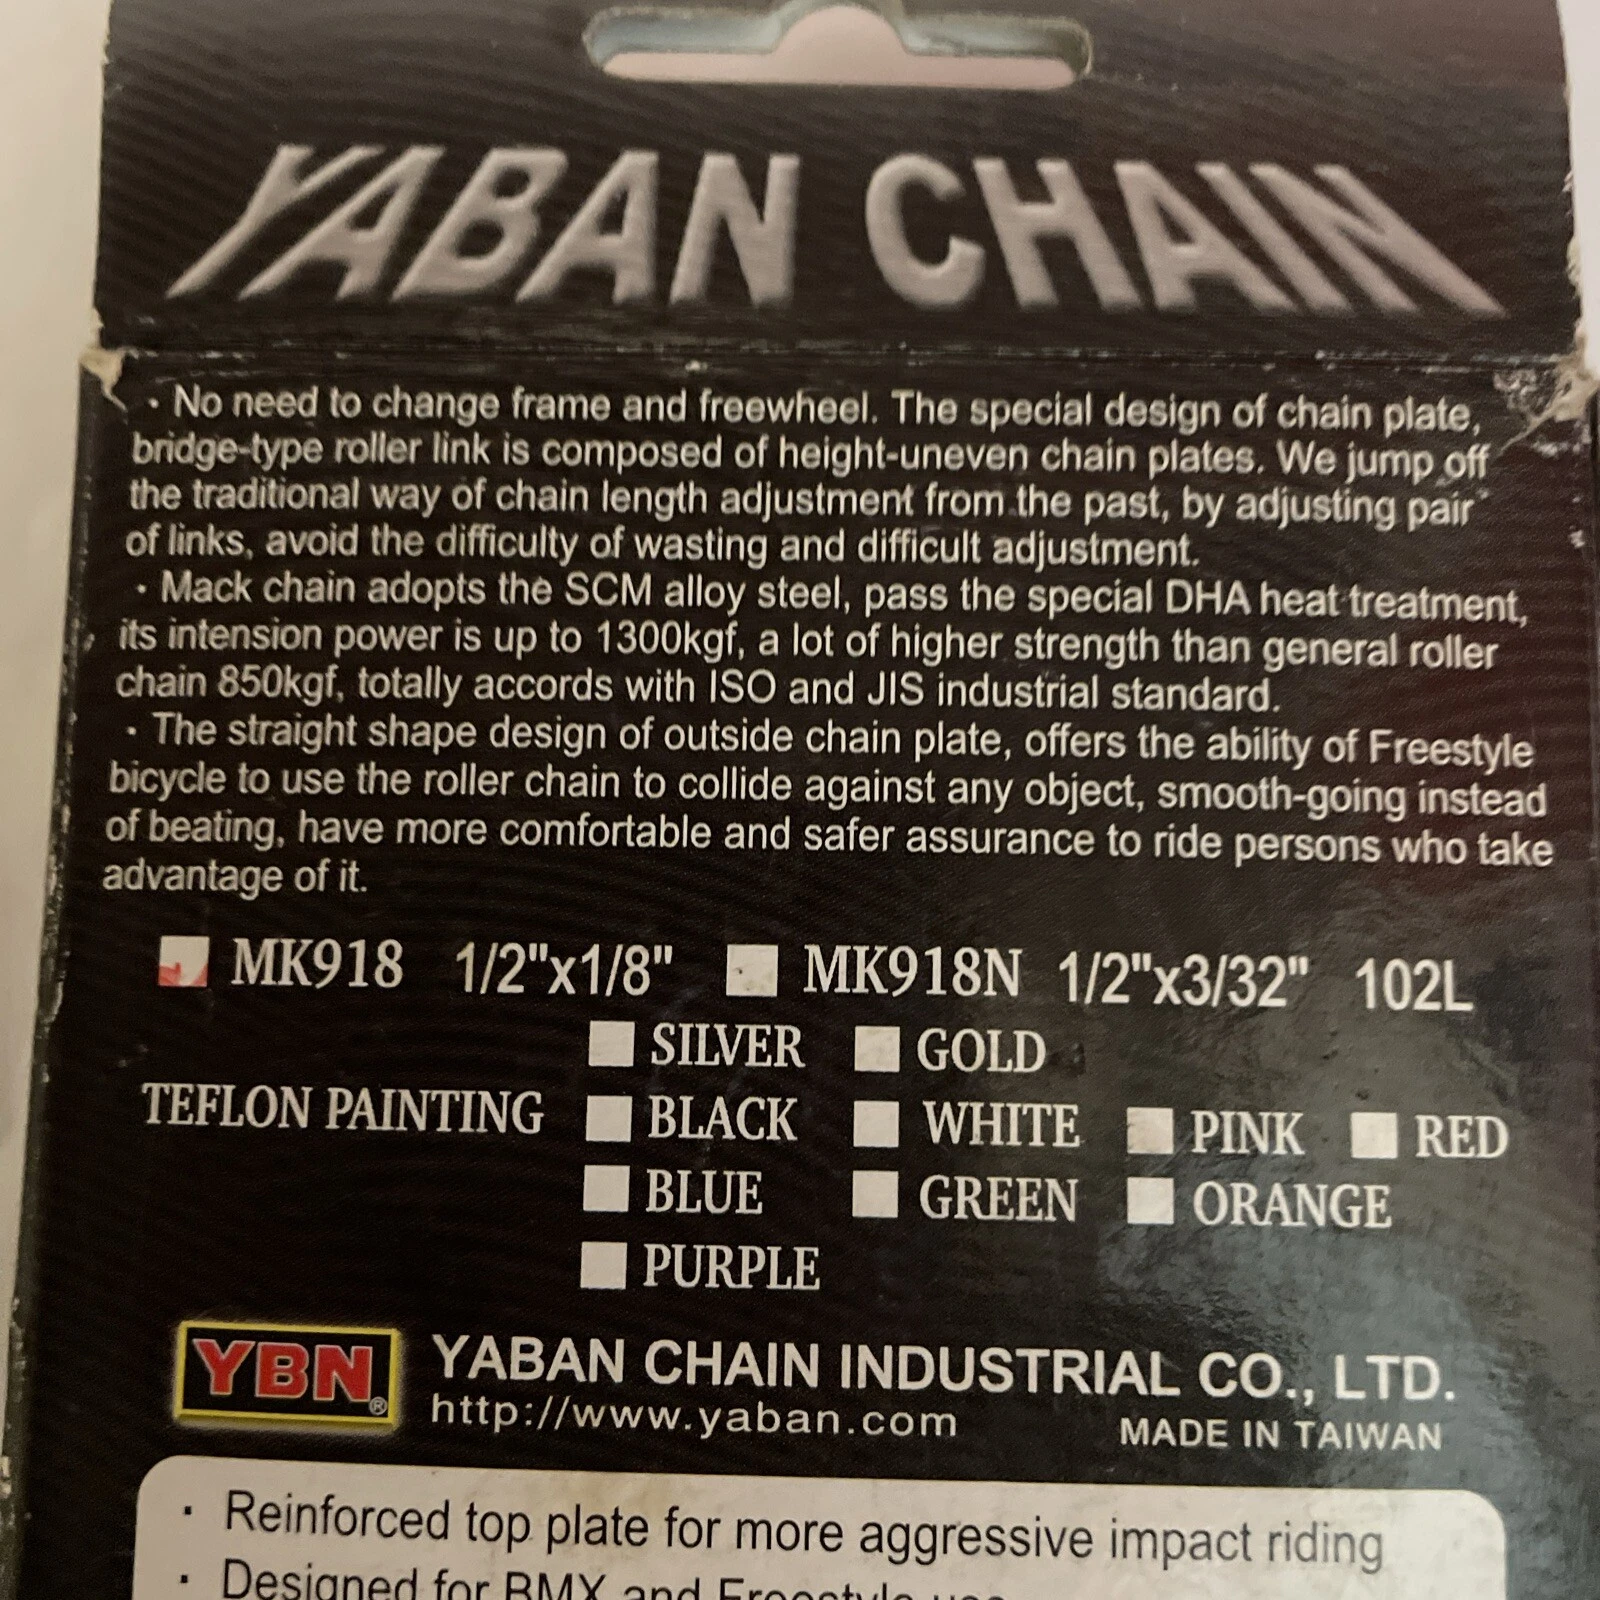 YABAN CHAIN
· No need to change frame and freewheel. The special design of chain plate,
bridge-type roller link is composed of height-uneven chain plates. We jump off
the traditional way of chain length adjustment from the past, by adjusting pair
of links, avoid the difficulty of wasting and difficult adjustment.
· Mack chain adopts the SCM alloy steel, pass the special DHA heat treatment,
its intension power is up to 1300kgf, a lot of higher strength than general roller
chain 850kgf, totally accords with ISO and JIS industrial standard.
· The straight shape design of outside chain plate, offers the ability of Freestyle
bicycle to use the roller chain to collide against any object, smooth-going instead
of beating, have more comfortable and safer assurance to ride persons who take
advantage of it.
MK918 1/2"x1/8" MK918N 1/2"x3/32" 102L
SILVER GOLD
TEFLON PAINTING BLACK WHITE PINK RED
BLUE GREEN ORANGE
PURPLE
YBN® YABAN CHAIN INDUSTRIAL CO., LTD.
http://www.yaban.com MADE IN TAIWAN
· Reinforced top plate for more aggressive impact riding
· Designed for BMX and Freestyle use